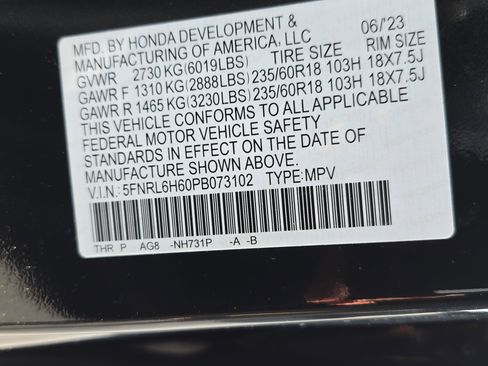 MFD. BY HONDA DEVELOPMENT & 06/'23
MANUFACTURING OF AMERICA, LLC
GVWR 2730 KG(6019LBS) TIRE SIZE RIM SIZE
GAWR F 1310 KG(2888LBS) 235/60R18 103H 18X7.5J
GAWR R 1465 KG(3230LBS) 235/60R18 103H 18X7.5J
THIS VEHICLE CONFORMS TO ALL APPLICABLE
FEDERAL MOTOR VEHICLE SAFETY
STANDARDS IN EFFECT ON THE DATE OF
MANUFACTURE SHOWN ABOVE.
V.I.N.: 5FNRL6H60PB073102 TYPE: MPV
THR P AG8 -NH731P -A -B